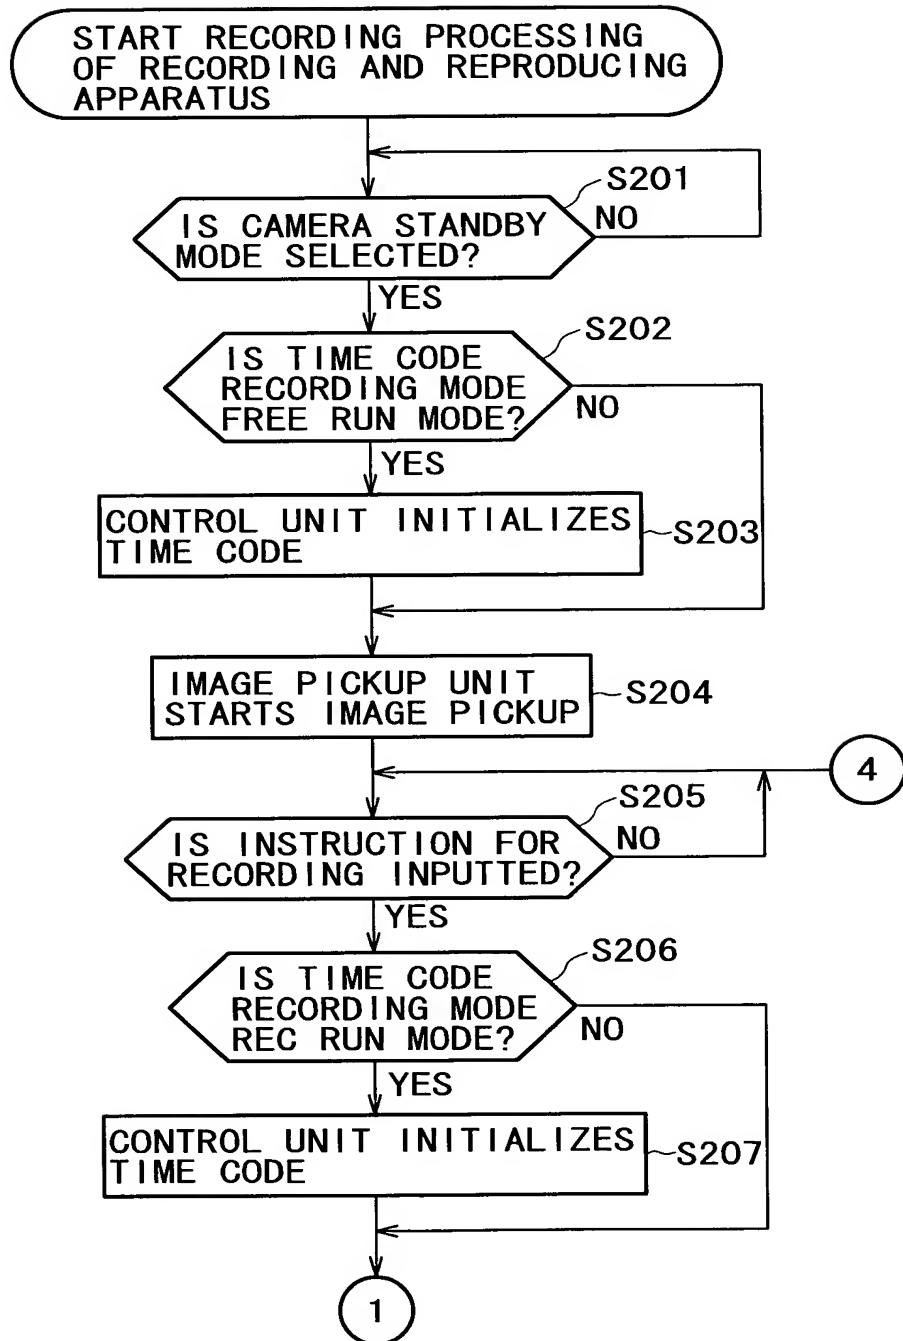 START RECORDING PROCESSING
OF RECORDING AND REPRODUCING
APPARATUS
S201
IS CAMERA STANDBY
MODE SELECTED?
NO
YES
S202
IS TIME CODE
RECORDING MODE
FREE RUN MODE?
NO
YES
CONTROL UNIT INITIALIZES
TIME CODE
S203
IMAGE PICKUP UNIT
STARTS IMAGE PICKUP
S204
4
S205
IS INSTRUCTION FOR
RECORDING INPUTTED?
NO
YES
S206
IS TIME CODE
RECORDING MODE
REC RUN MODE?
NO
YES
CONTROL UNIT INITIALIZES
TIME CODE
S207
1